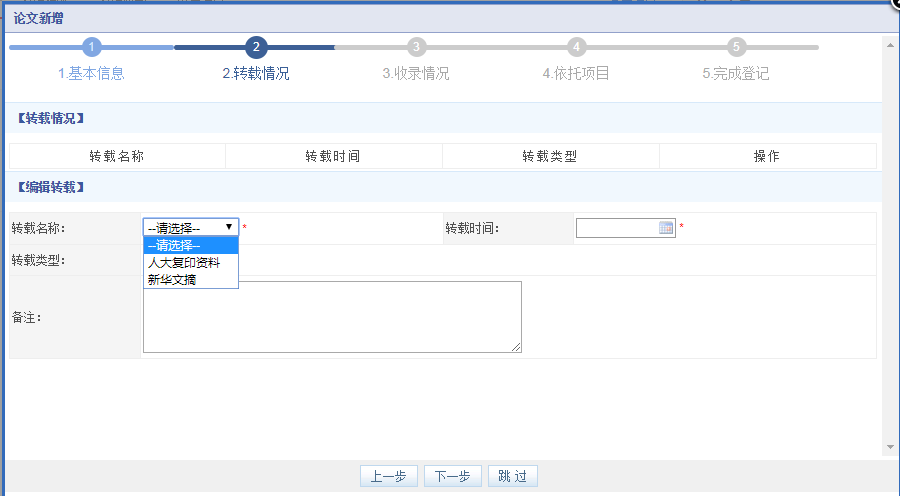 论文新增
1 2 3 4 5
1.基本信息 2.转载情况 3.收录情况 4.依托项目 5.完成登记
【转载情况】
转载名称 转载时间 转载类型 操作
【编辑转载】
转载名称： --请选择-- * 转载时间： *
--请选择--
转载类型： 人大复印资料
新华文摘
备注：
上一步 下一步 跳 过